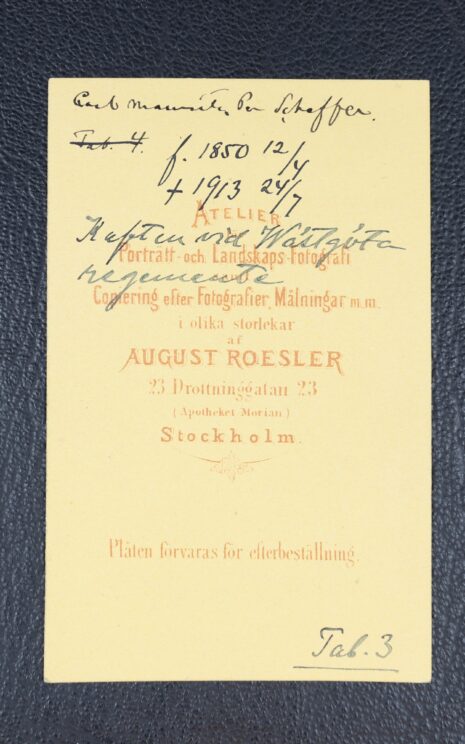 Carl Mauritz Per Scheffer.
Tab. 4.
f. 1850 12/4
† 1913 24/7
ATELIER
Kapten vid Wästgöta
Porträtt- och Landskaps-Fotografi
regemente
Copiering efter Fotografier, Målningar m.m.
i olika storlekar
af
AUGUST ROESLER
23 Drottninggatan 23
(Apotheket Morian)
Stockholm.
Plåten förvaras för efterbeställning.
Tab. 3